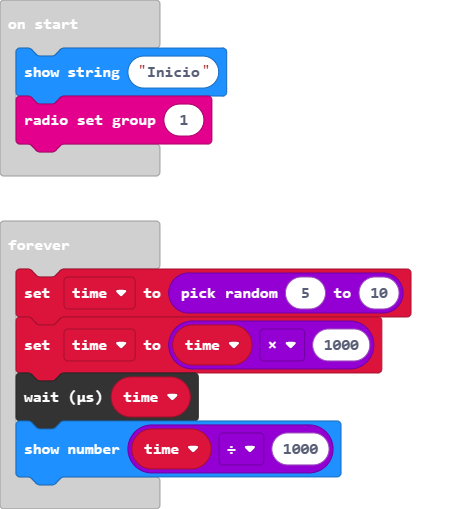 on start
show string "Inicio"
radio set group 1
forever
set time to pick random 5 to 10
set time to time × 1000
wait (µs) time
show number time ÷ 1000